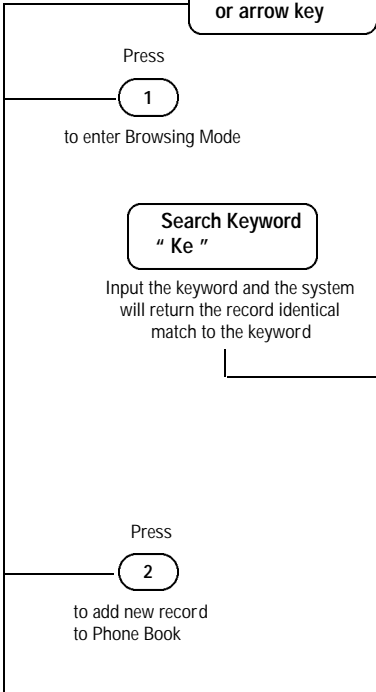 or arrow key
Press
1
to enter Browsing Mode
Search Keyword
“ Ke ”
Input the keyword and the system
will return the record identical
match to the keyword
Press
2
to add new record
to Phone Book